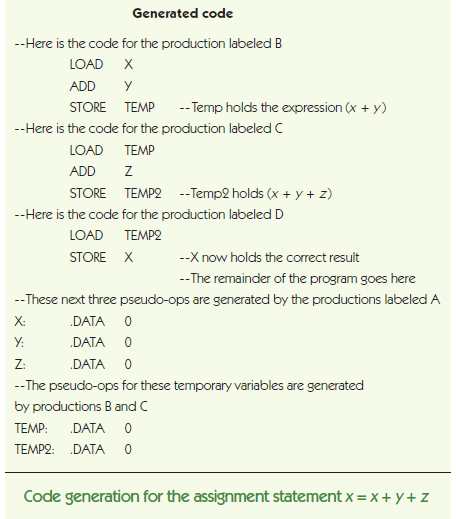 Generated code
--Here is the code for the production labeled B
LOAD X
ADD Y
STORE TEMP --Temp holds the expression (x + y)
--Here is the code for the production labeled C
LOAD TEMP
ADD Z
STORE TEMP2 --Temp2 holds (x + y + z)
--Here is the code for the production labeled D
LOAD TEMP2
STORE X --X now holds the correct result
--The remainder of the program goes here
--These next three pseudo-ops are generated by the productions labeled A
X: .DATA 0
Y: .DATA 0
Z: .DATA 0
--The pseudo-ops for these temporary variables are generated
by productions B and C
TEMP: .DATA 0
TEMP2: .DATA 0
Code generation for the assignment statement x = x + y + z